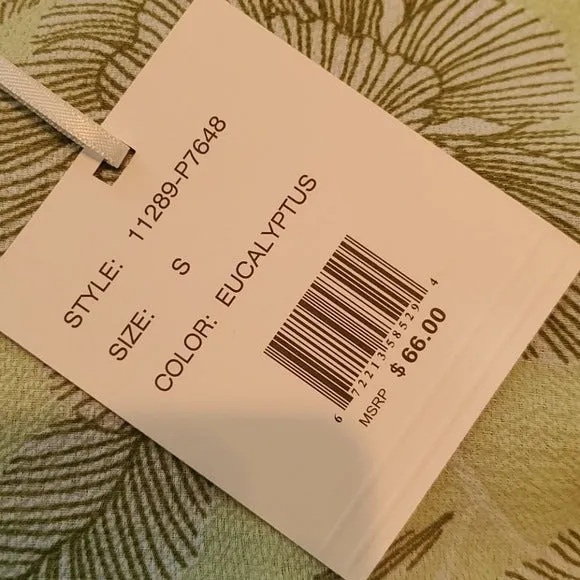 STYLE: 11289-P7648
SIZE: S
COLOR: EUCALYPTUS
6 72213 58529 4
MSRP $ 66.00